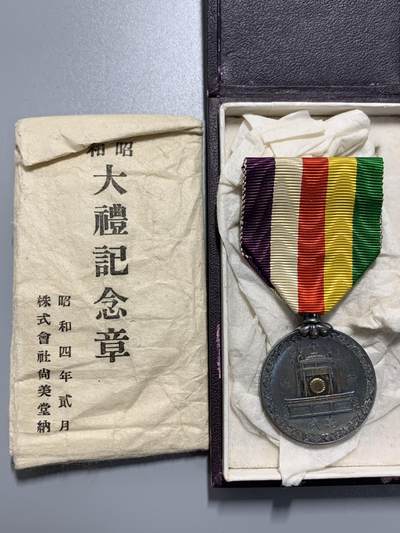 昭和
大禮記念章
昭和四年貳月
株式會社尙美堂納